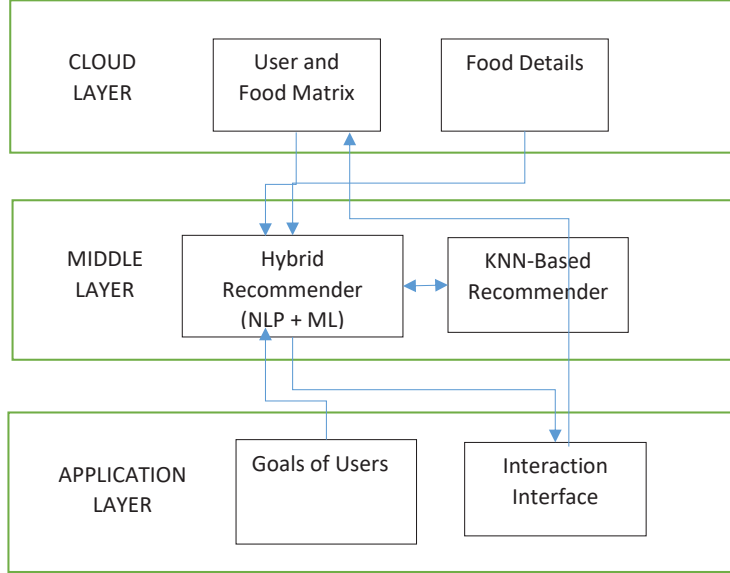 CLOUD
LAYER
User and
Food Matrix
Food Details
MIDDLE
LAYER
Hybrid
Recommender
(NLP + ML)
KNN-Based
Recommender
APPLICATION
LAYER
Goals of Users
Interaction
Interface